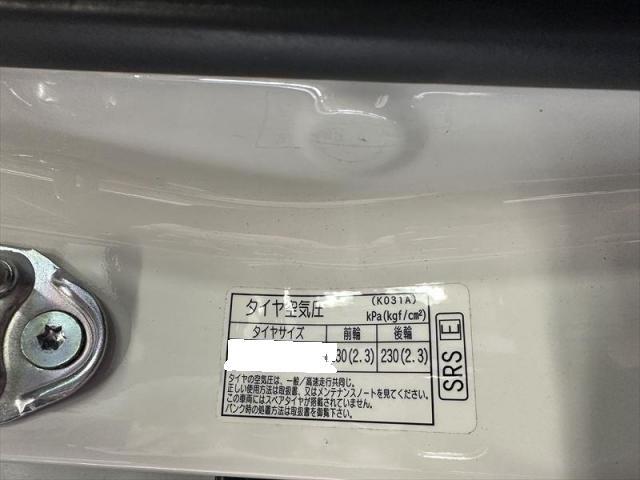 タイヤ空気圧 (K031A)
kPa(kgf/cm²)
タイヤサイズ 前輪 後輪
30(2.3) 230(2.3)
タイヤの空気圧は、一般／高速走行共同じ。
正しい使用方法は取扱書、又はメンテナンスノートを見てください。
この車両にはスペアタイヤが搭載されていません。
パンク時の処置方法は取扱書を御覧下さい。
SRS E